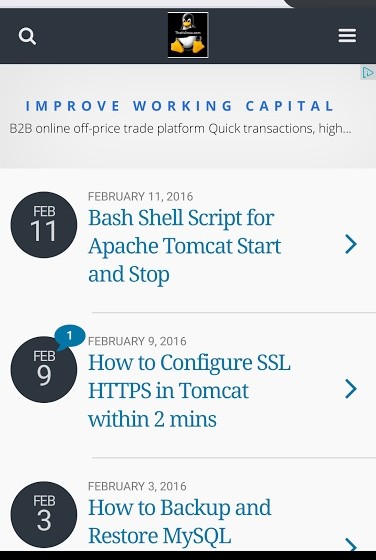 IMPROVE WORKING CAPITAL
B2B online off-price trade platform Quick transactions, high...
FEB
11
FEBRUARY 11, 2016
Bash Shell Script for
Apache Tomcat Start
and Stop
1
FEB
9
FEBRUARY 9, 2016
How to Configure SSL
HTTPS in Tomcat
within 2 mins
FEB
3
FEBRUARY 3, 2016
How to Backup and
Restore MySQL